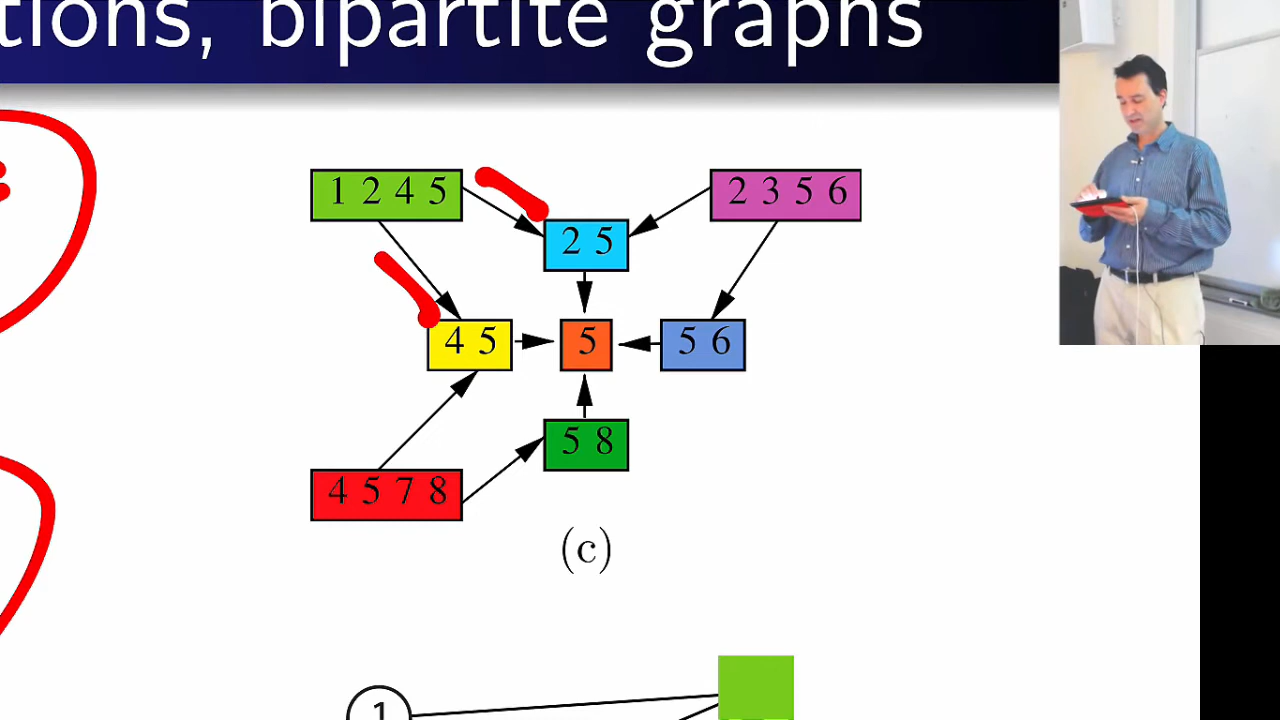 tions, bipartite graphs
1 2 4 5
2 3 5 6
2 5
4 5
5
5 6
5 8
4 5 7 8
(c)
1